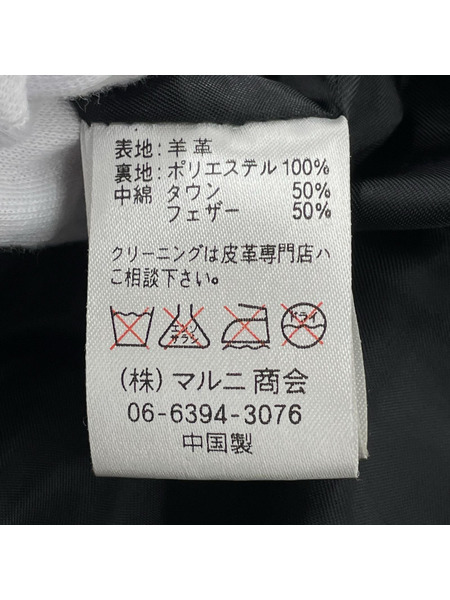 表地:羊革
裏地:ポリエステル100%
中綿 タウン 50%
フェザー 50%
クリーニングは皮革専門店ハ
ご相談下さい。
エンソ サラシ ドライ
(株)マルニ商会
06-6394-3076
中国製